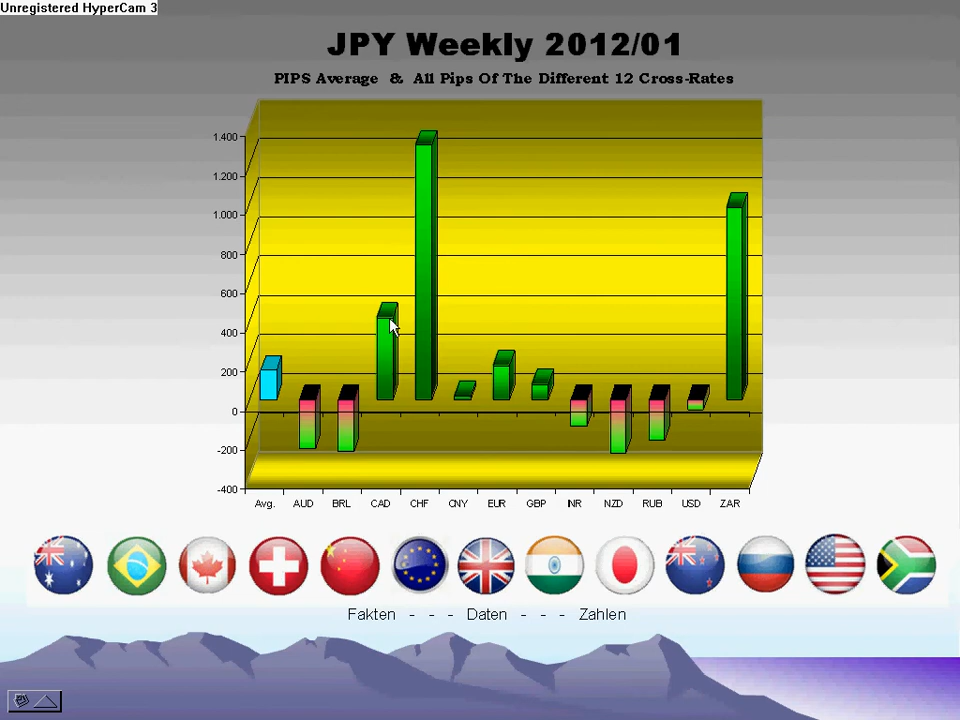 Unregistered HyperCam 3
JPY Weekly 2012/01
PIPS Average & All Pips Of The Different 12 Cross-Rates
1.400
1.200
1.000
800
600
400
200
0
-200
-400
Avg. AUD BRL CAD CHF CNY EUR GBP INR NZD RUB USD ZAR
Fakten - - - Daten - - - Zahlen